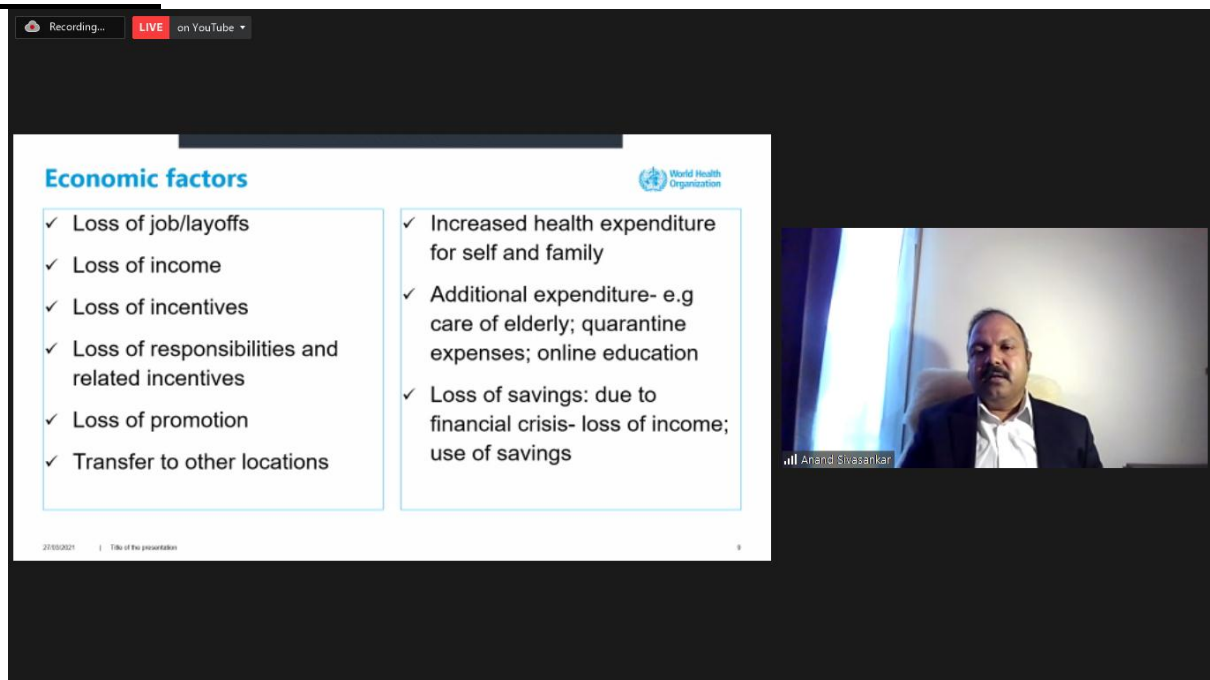 Recording...
LIVE on YouTube
Economic factors
World Health
Organization
Loss of job/layoffs
Loss of income
Loss of incentives
Loss of responsibilities and
related incentives
Loss of promotion
Transfer to other locations
Increased health expenditure
for self and family
Additional expenditure- e.g
care of elderly; quarantine
expenses; online education
Loss of savings: due to
financial crisis- loss of income;
use of savings
27/03/2021 | Title of the presentation
9
Anand Sivasankar